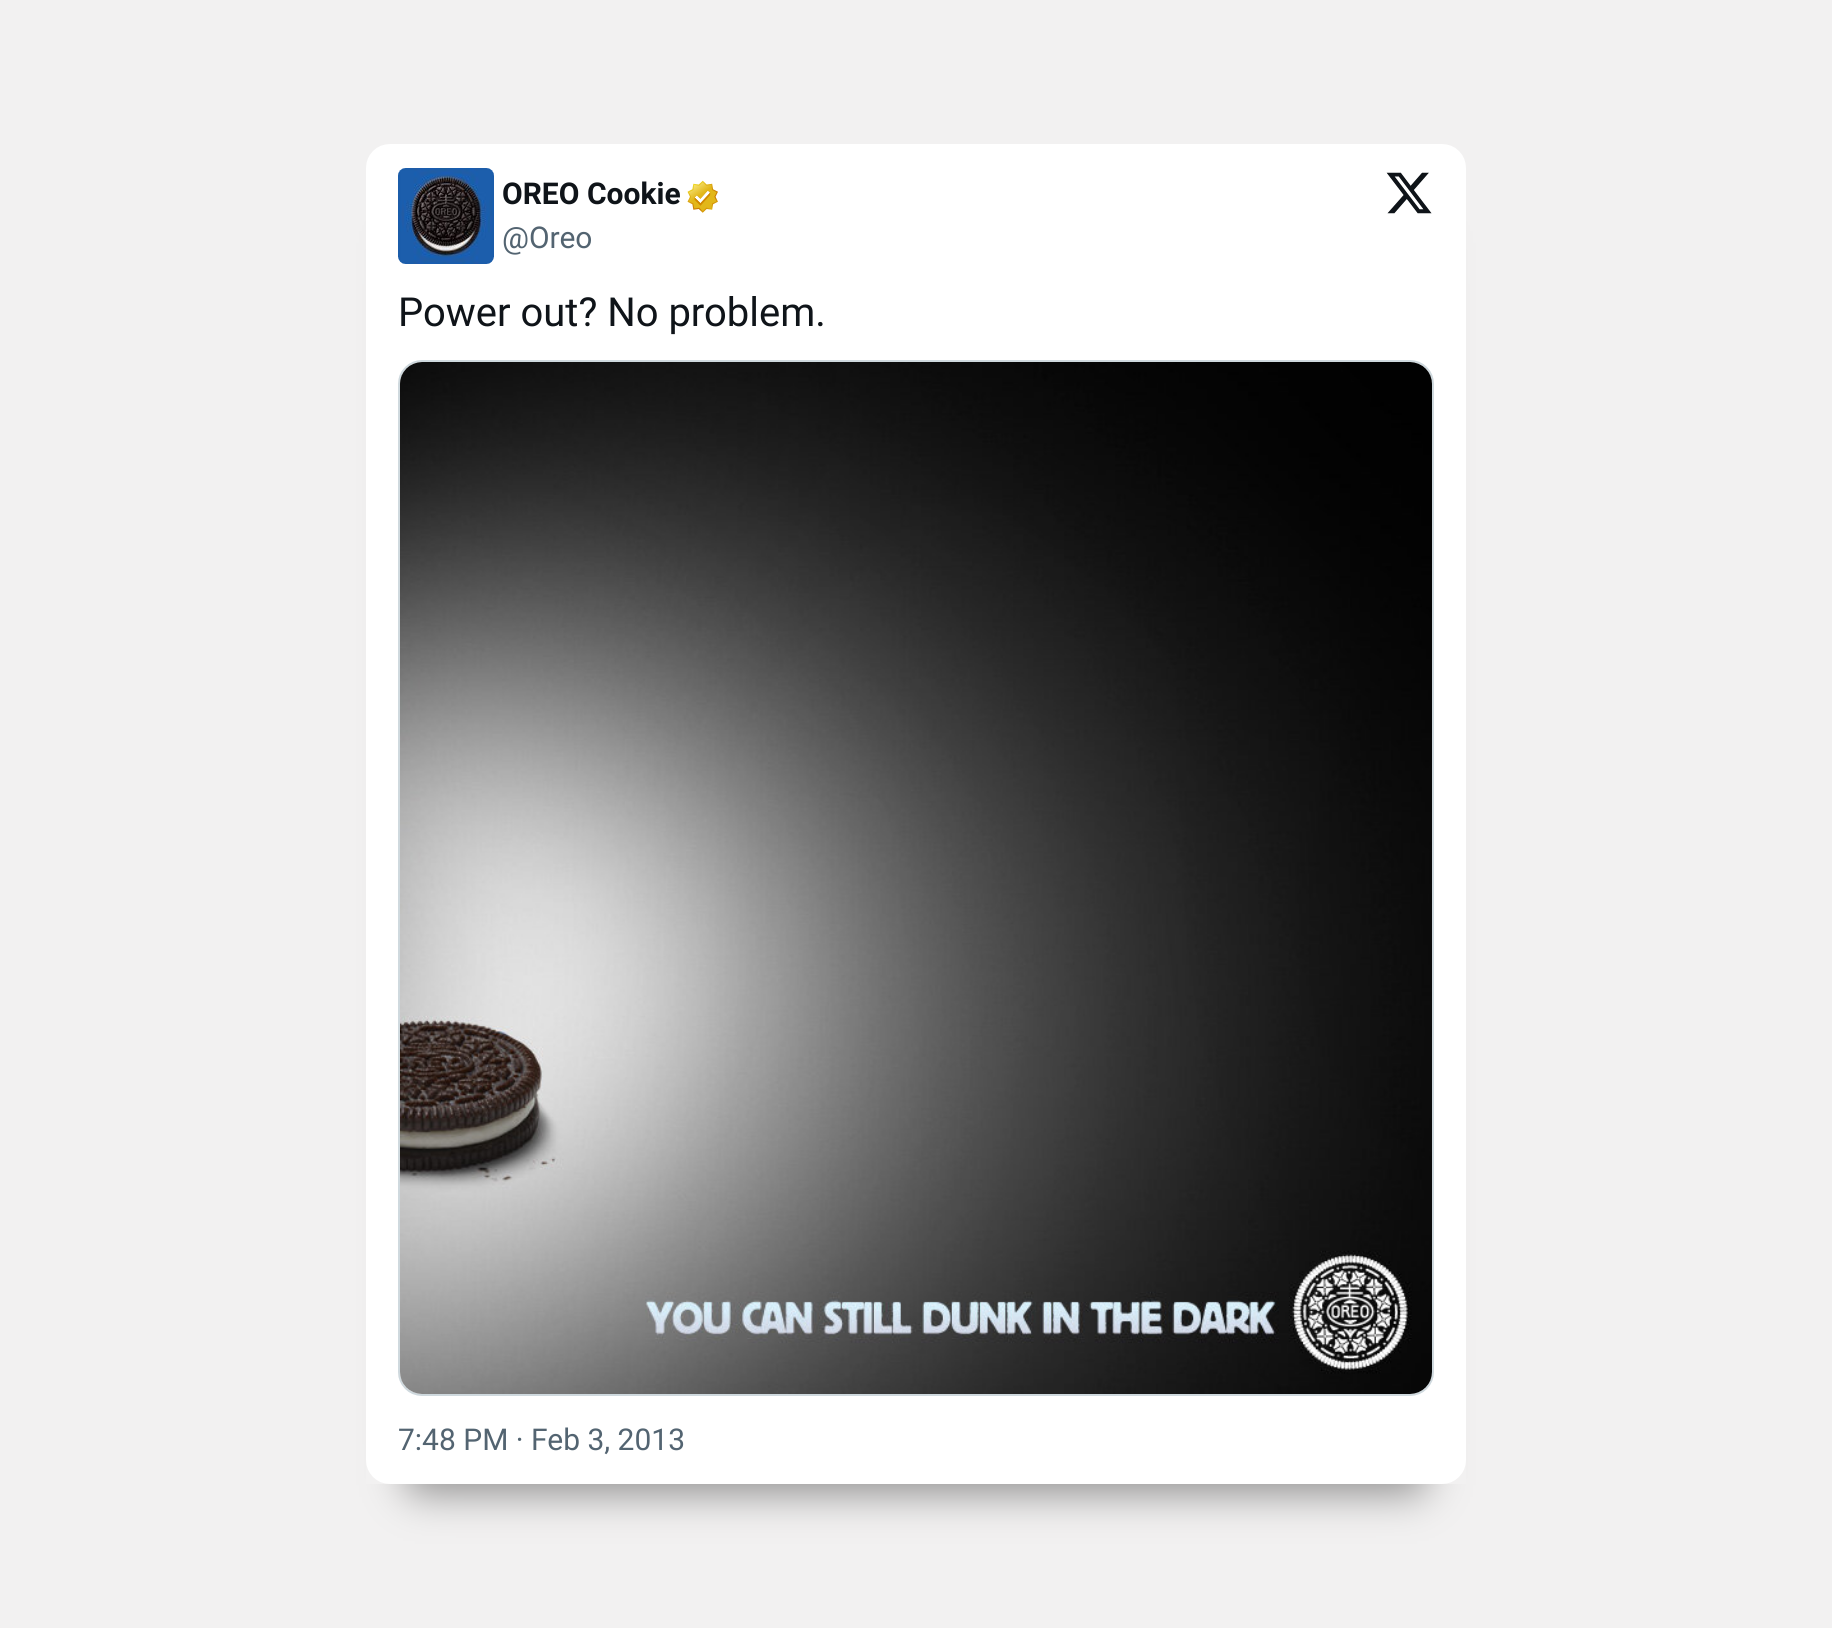 OREO Cookie
@Oreo
Power out? No problem.
YOU CAN STILL DUNK IN THE DARK
OREO
7:48 PM · Feb 3, 2013